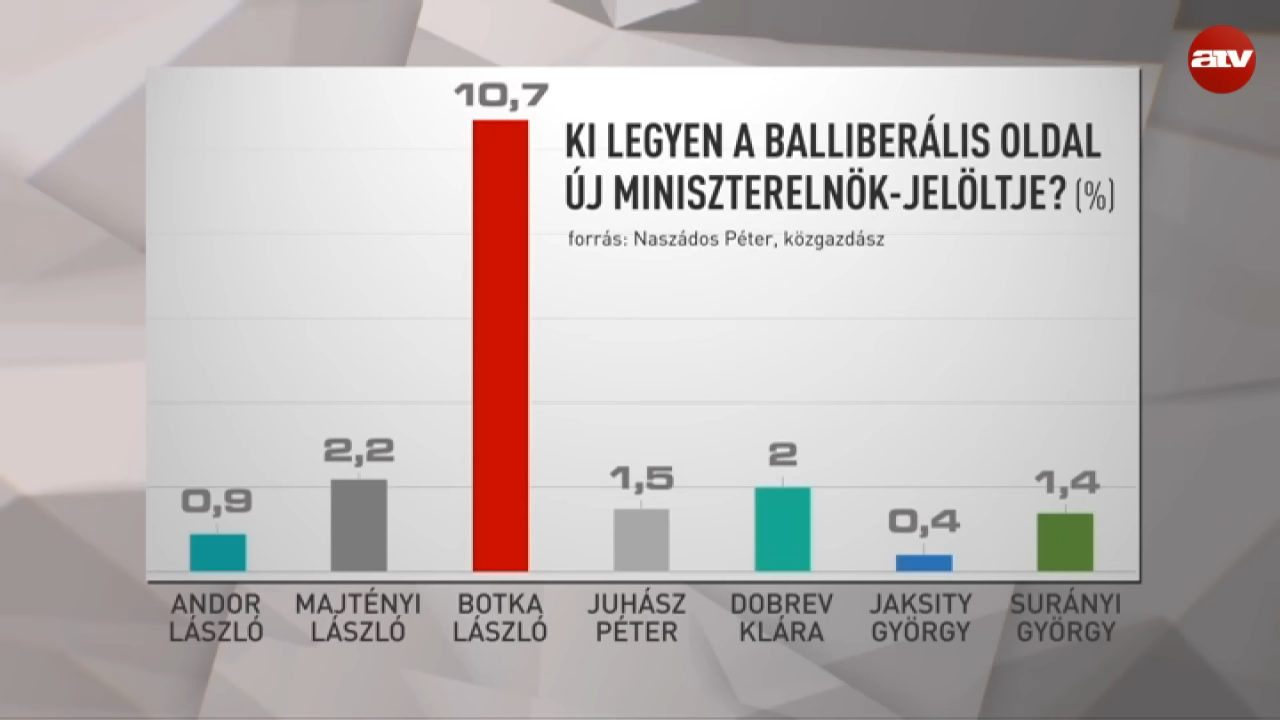 atv
10,7
KI LEGYEN A BALLIBERÁLIS OLDAL
ÚJ MINISZTERELNÖK-JELÖLTJE? (%)
forrás: Naszádos Péter, közgazdász
0,9
2,2
1,5
2
0,4
1,4
ANDOR LÁSZLÓ
MAJTÉNYI LÁSZLÓ
BOTKA LÁSZLÓ
JUHÁSZ PÉTER
DOBREV KLÁRA
JAKSITY GYÖRGY
SURÁNYI GYÖRGY